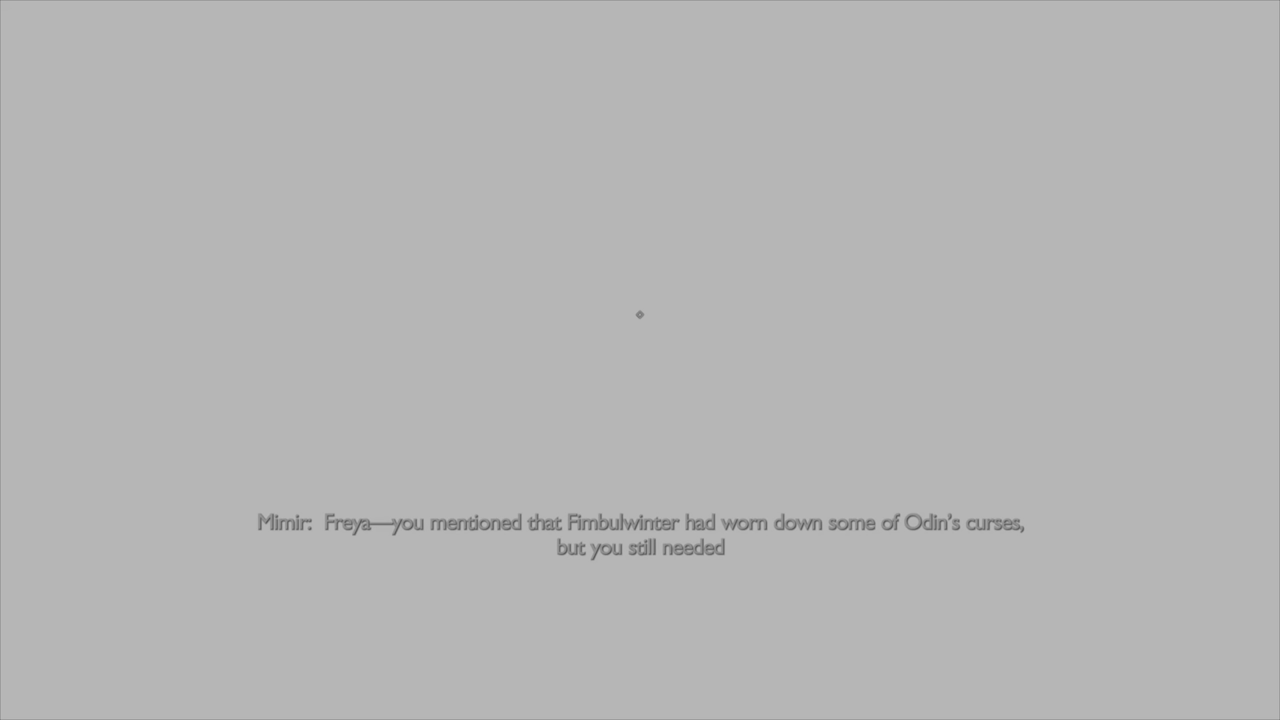 Mimir:  Freya—you mentioned that Fimbulwinter had worn down some of Odin’s curses,
but you still needed